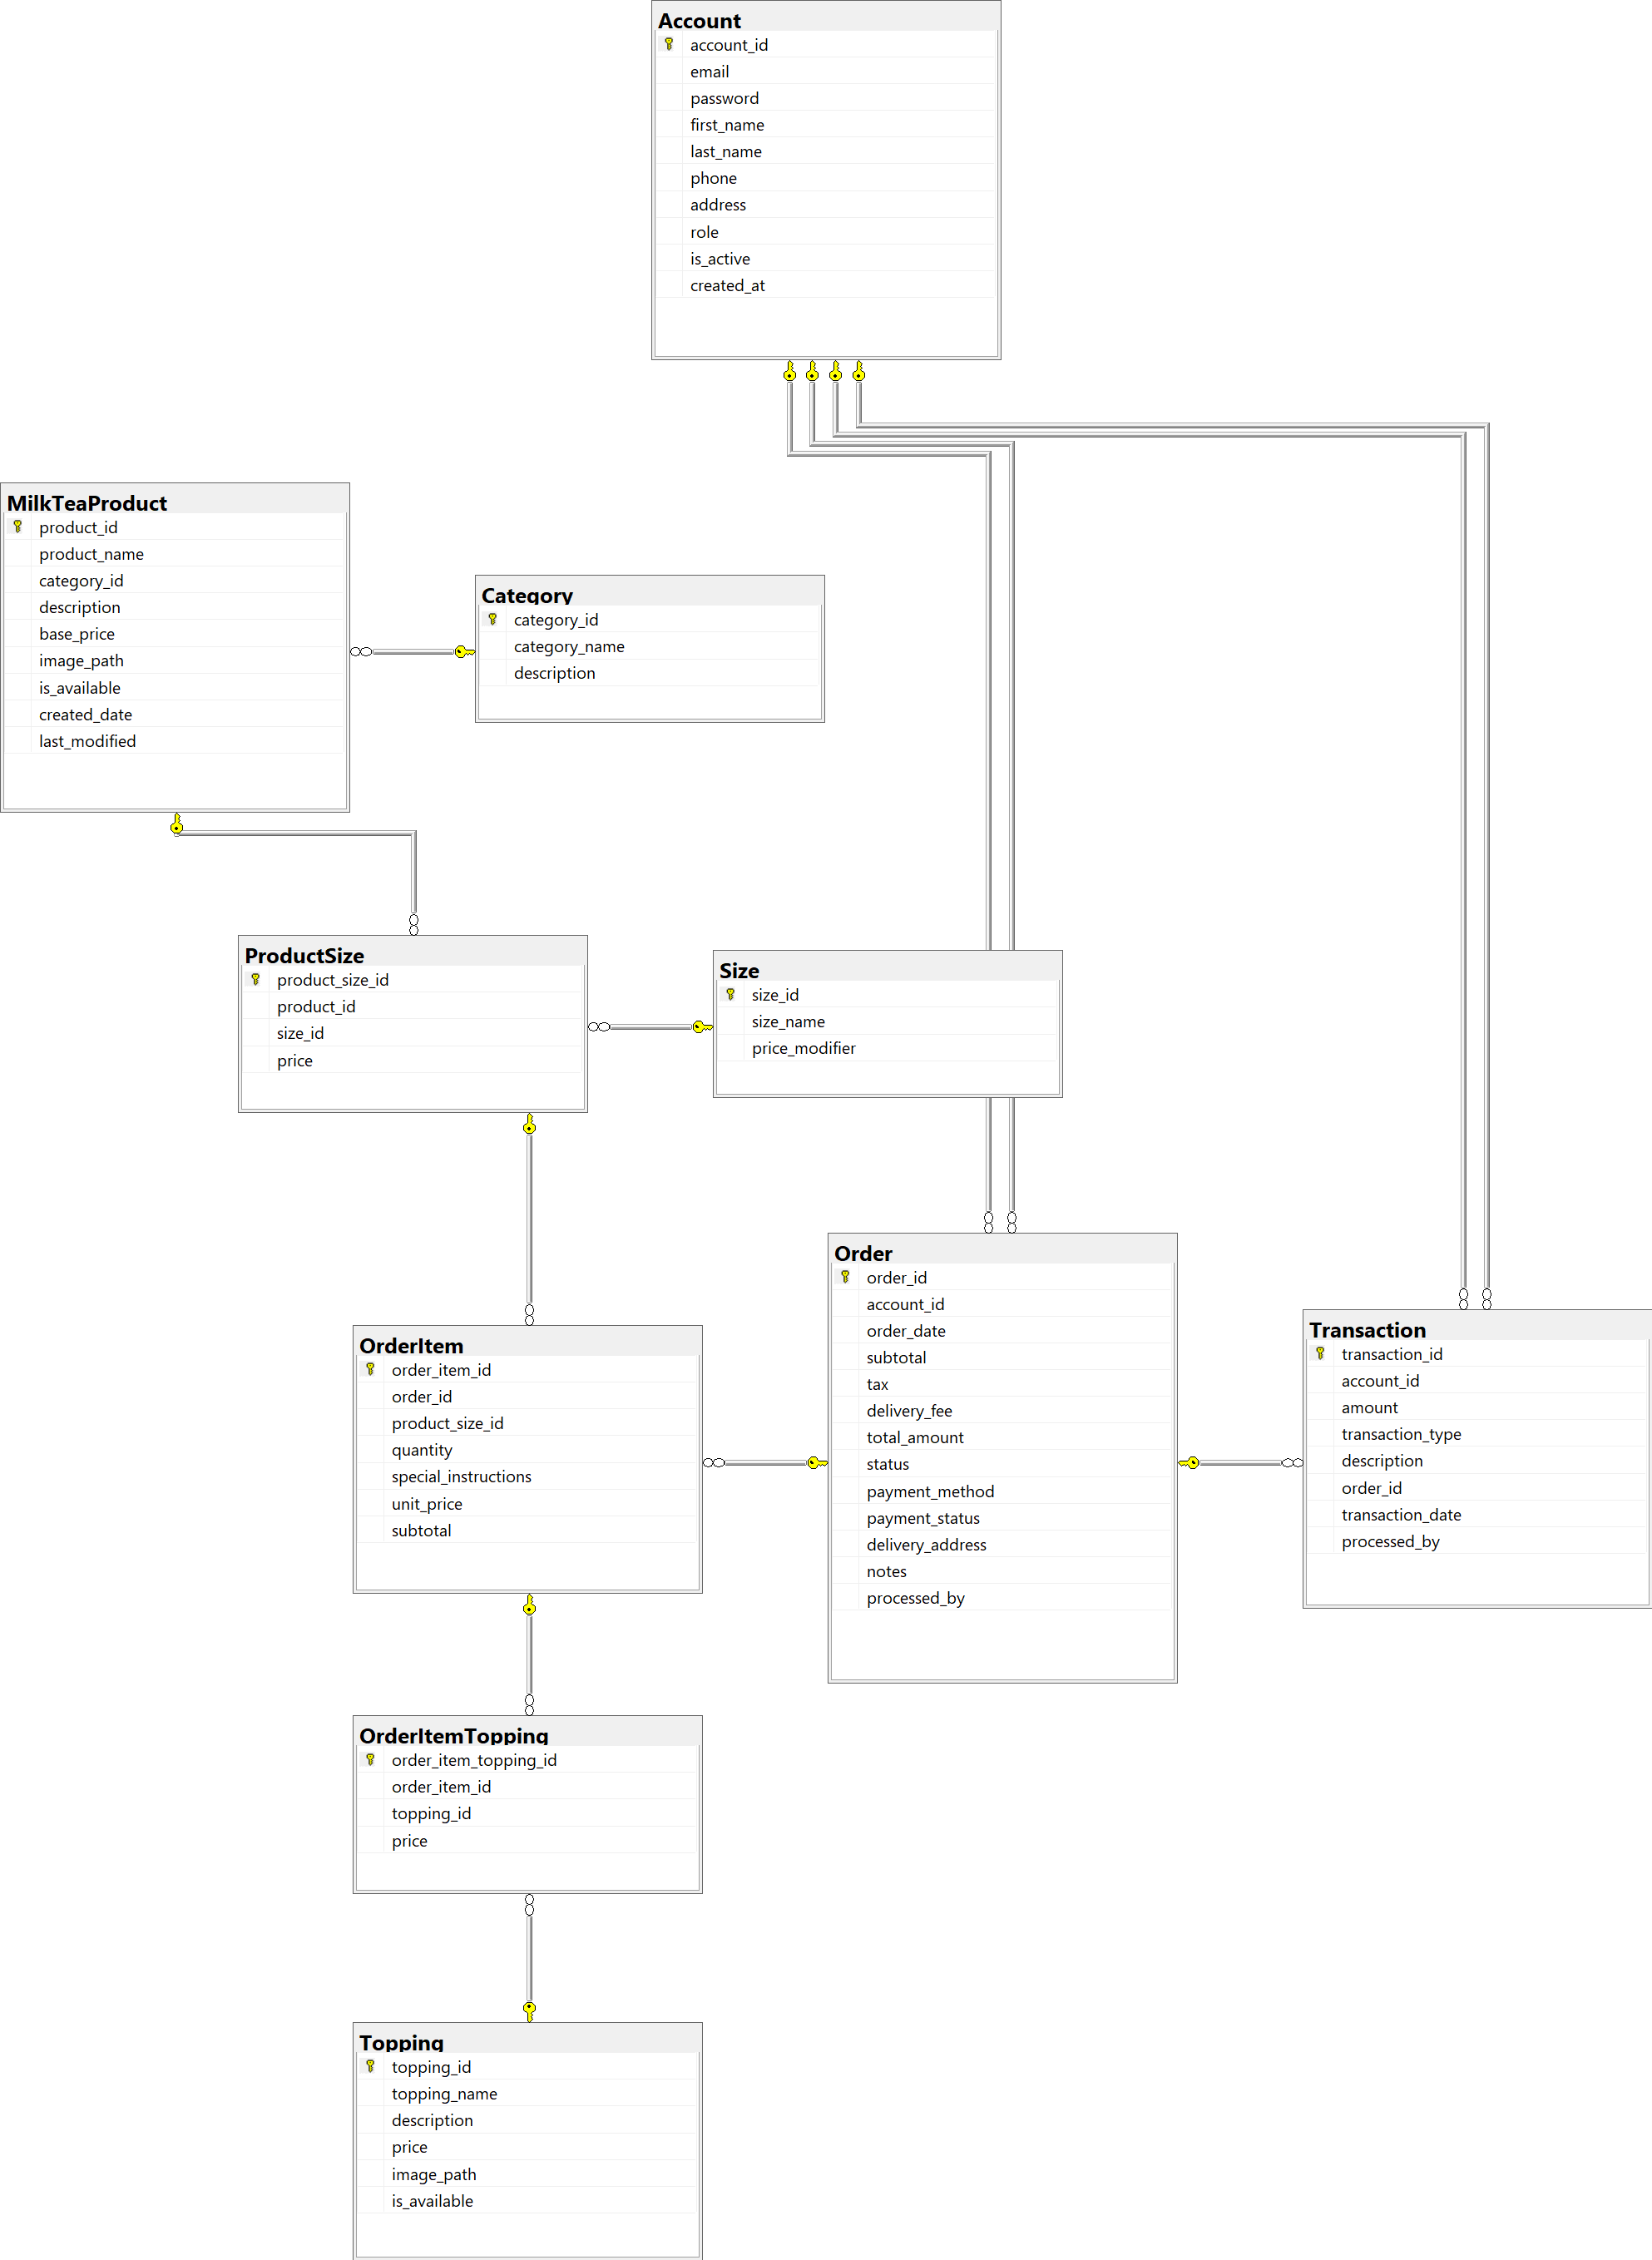 Account
account_id
email
password
first_name
last_name
phone
address
role
is_active
created_at
MilkTeaProduct
product_id
product_name
category_id
description
base_price
image_path
is_available
created_date
last_modified
Category
category_id
category_name
description
ProductSize
product_size_id
product_id
size_id
price
Size
size_id
size_name
price_modifier
Order
order_id
account_id
order_date
subtotal
tax
delivery_fee
total_amount
status
payment_method
payment_status
delivery_address
notes
processed_by
Transaction
transaction_id
account_id
amount
transaction_type
description
order_id
transaction_date
processed_by
OrderItem
order_item_id
order_id
product_size_id
quantity
special_instructions
unit_price
subtotal
OrderItemTopping
order_item_topping_id
order_item_id
topping_id
price
Topping
topping_id
topping_name
description
price
image_path
is_available